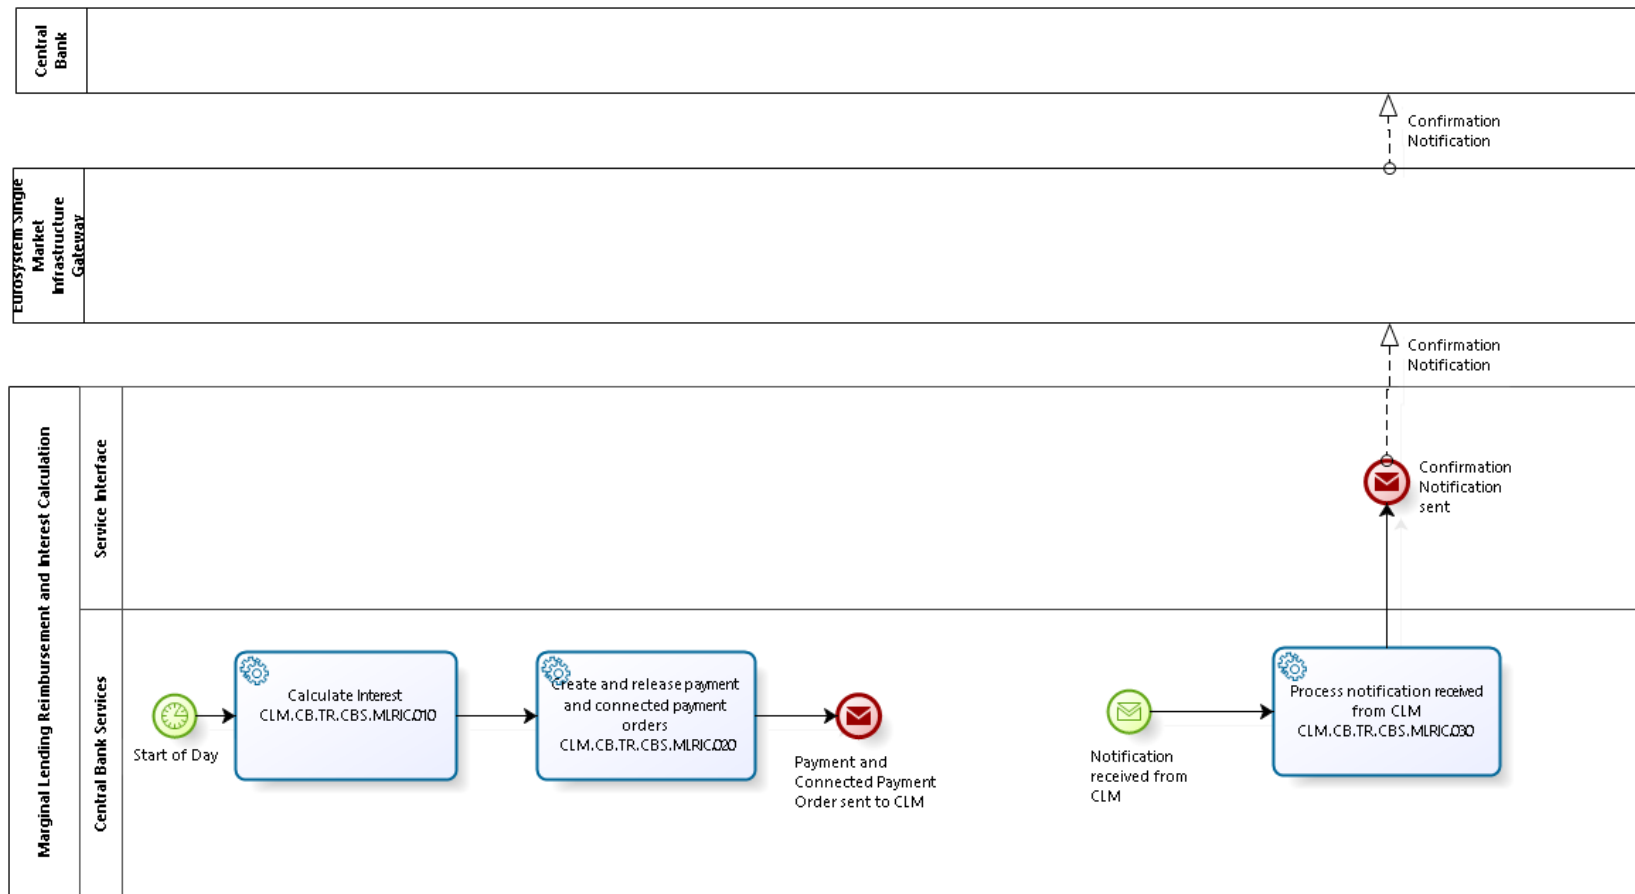 Central
Bank
Confirmation
Notification
Eurosystem Single
Market
Infrastructure
Gateway
Confirmation
Notification
Marginal Lending Reimbursement and Interest Calculation
Service Interface
Confirmation
Notification
sent
Central Bank Services
Start of Day
Calculate Interest
CLM.CB.TR.CBS.MLRIC.010
Create and release payment
and connected payment
orders
CLM.CB.TR.CBS.MLRIC.020
Payment and
Connected Payment
Order sent to CLM
Notification
received from
CLM
Process notification received
from CLM
CLM.CB.TR.CBS.MLRIC.030